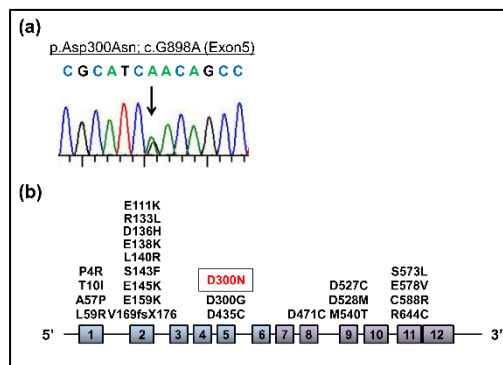 (a)
p.Asp300Asn; c.G898A (Exon5)
C G C A T C A A C A G C C
(b)
E111K
R133L
D136H
E138K
L140R
P4R S143F D300N S573L
T10I E145K E578V
A57P E159K D300G D527C C588R
L59R V169fsX176 D435C D471C D528M M540T R644C
5’ 1 2 3 4 5 6 7 8 9 10 11 12 3’